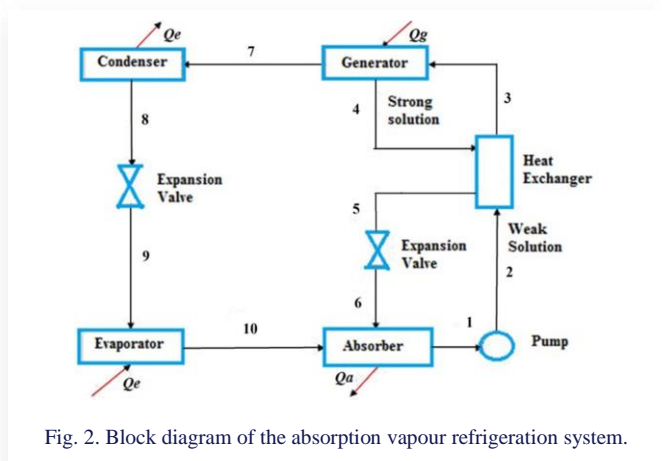 Qe
Qg
7
Condenser
Generator
3
4
Strong
solution
8
Heat
Exchanger
Expansion
Valve
5
Weak
Solution
Expansion
Valve
9
2
6
10
1
Evaporator
Absorber
Pump
Qe
Qa
Fig. 2. Block diagram of the absorption vapour refrigeration system.